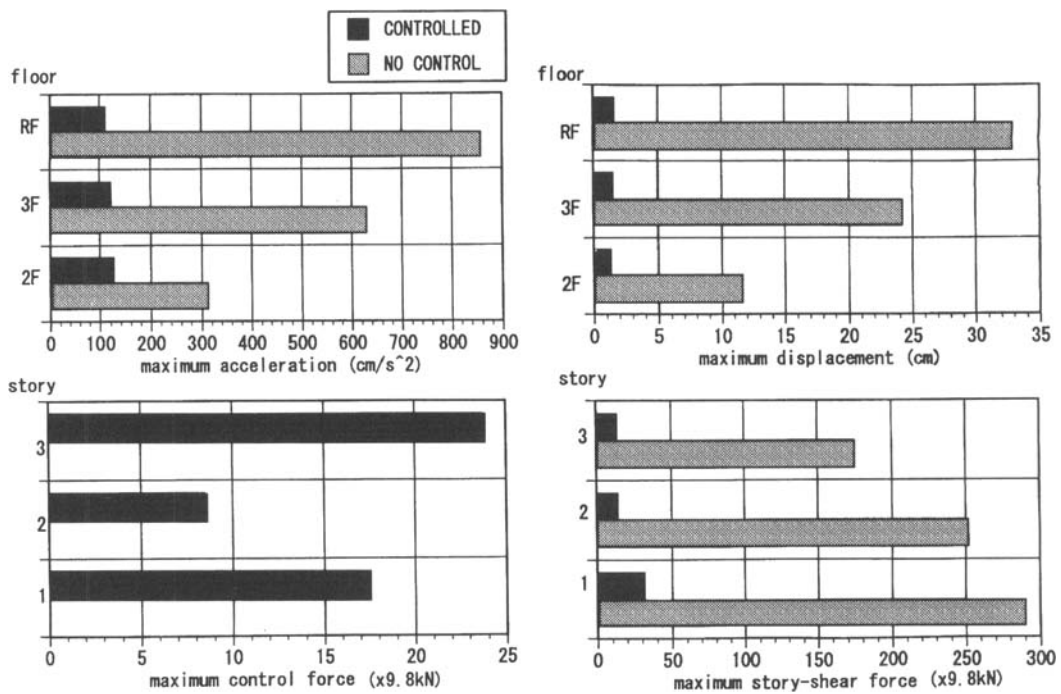 CONTROLLED
NO CONTROL
floor
RF
3F
2F
0 100 200 300 400 500 600 700 800 900
maximum acceleration (cm/s^2)
floor
RF
3F
2F
0 5 10 15 20 25 30 35
maximum displacement (cm)
story
3
2
1
0 5 10 15 20 25
maximum control force (x9.8kN)
story
3
2
1
0 50 100 150 200 250 300
maximum story-shear force (x9.8kN)